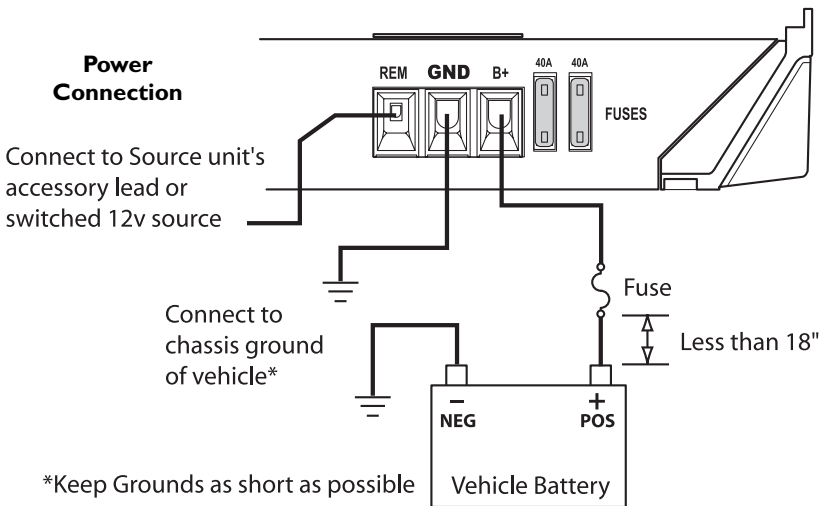 Power
Connection
REM GND B+
40A 40A
FUSES
Connect to Source unit's
accessory lead or
switched 12v source
Fuse
Less than 18"
Connect to
chassis ground
of vehicle*
− +
NEG POS
*Keep Grounds as short as possible
Vehicle Battery